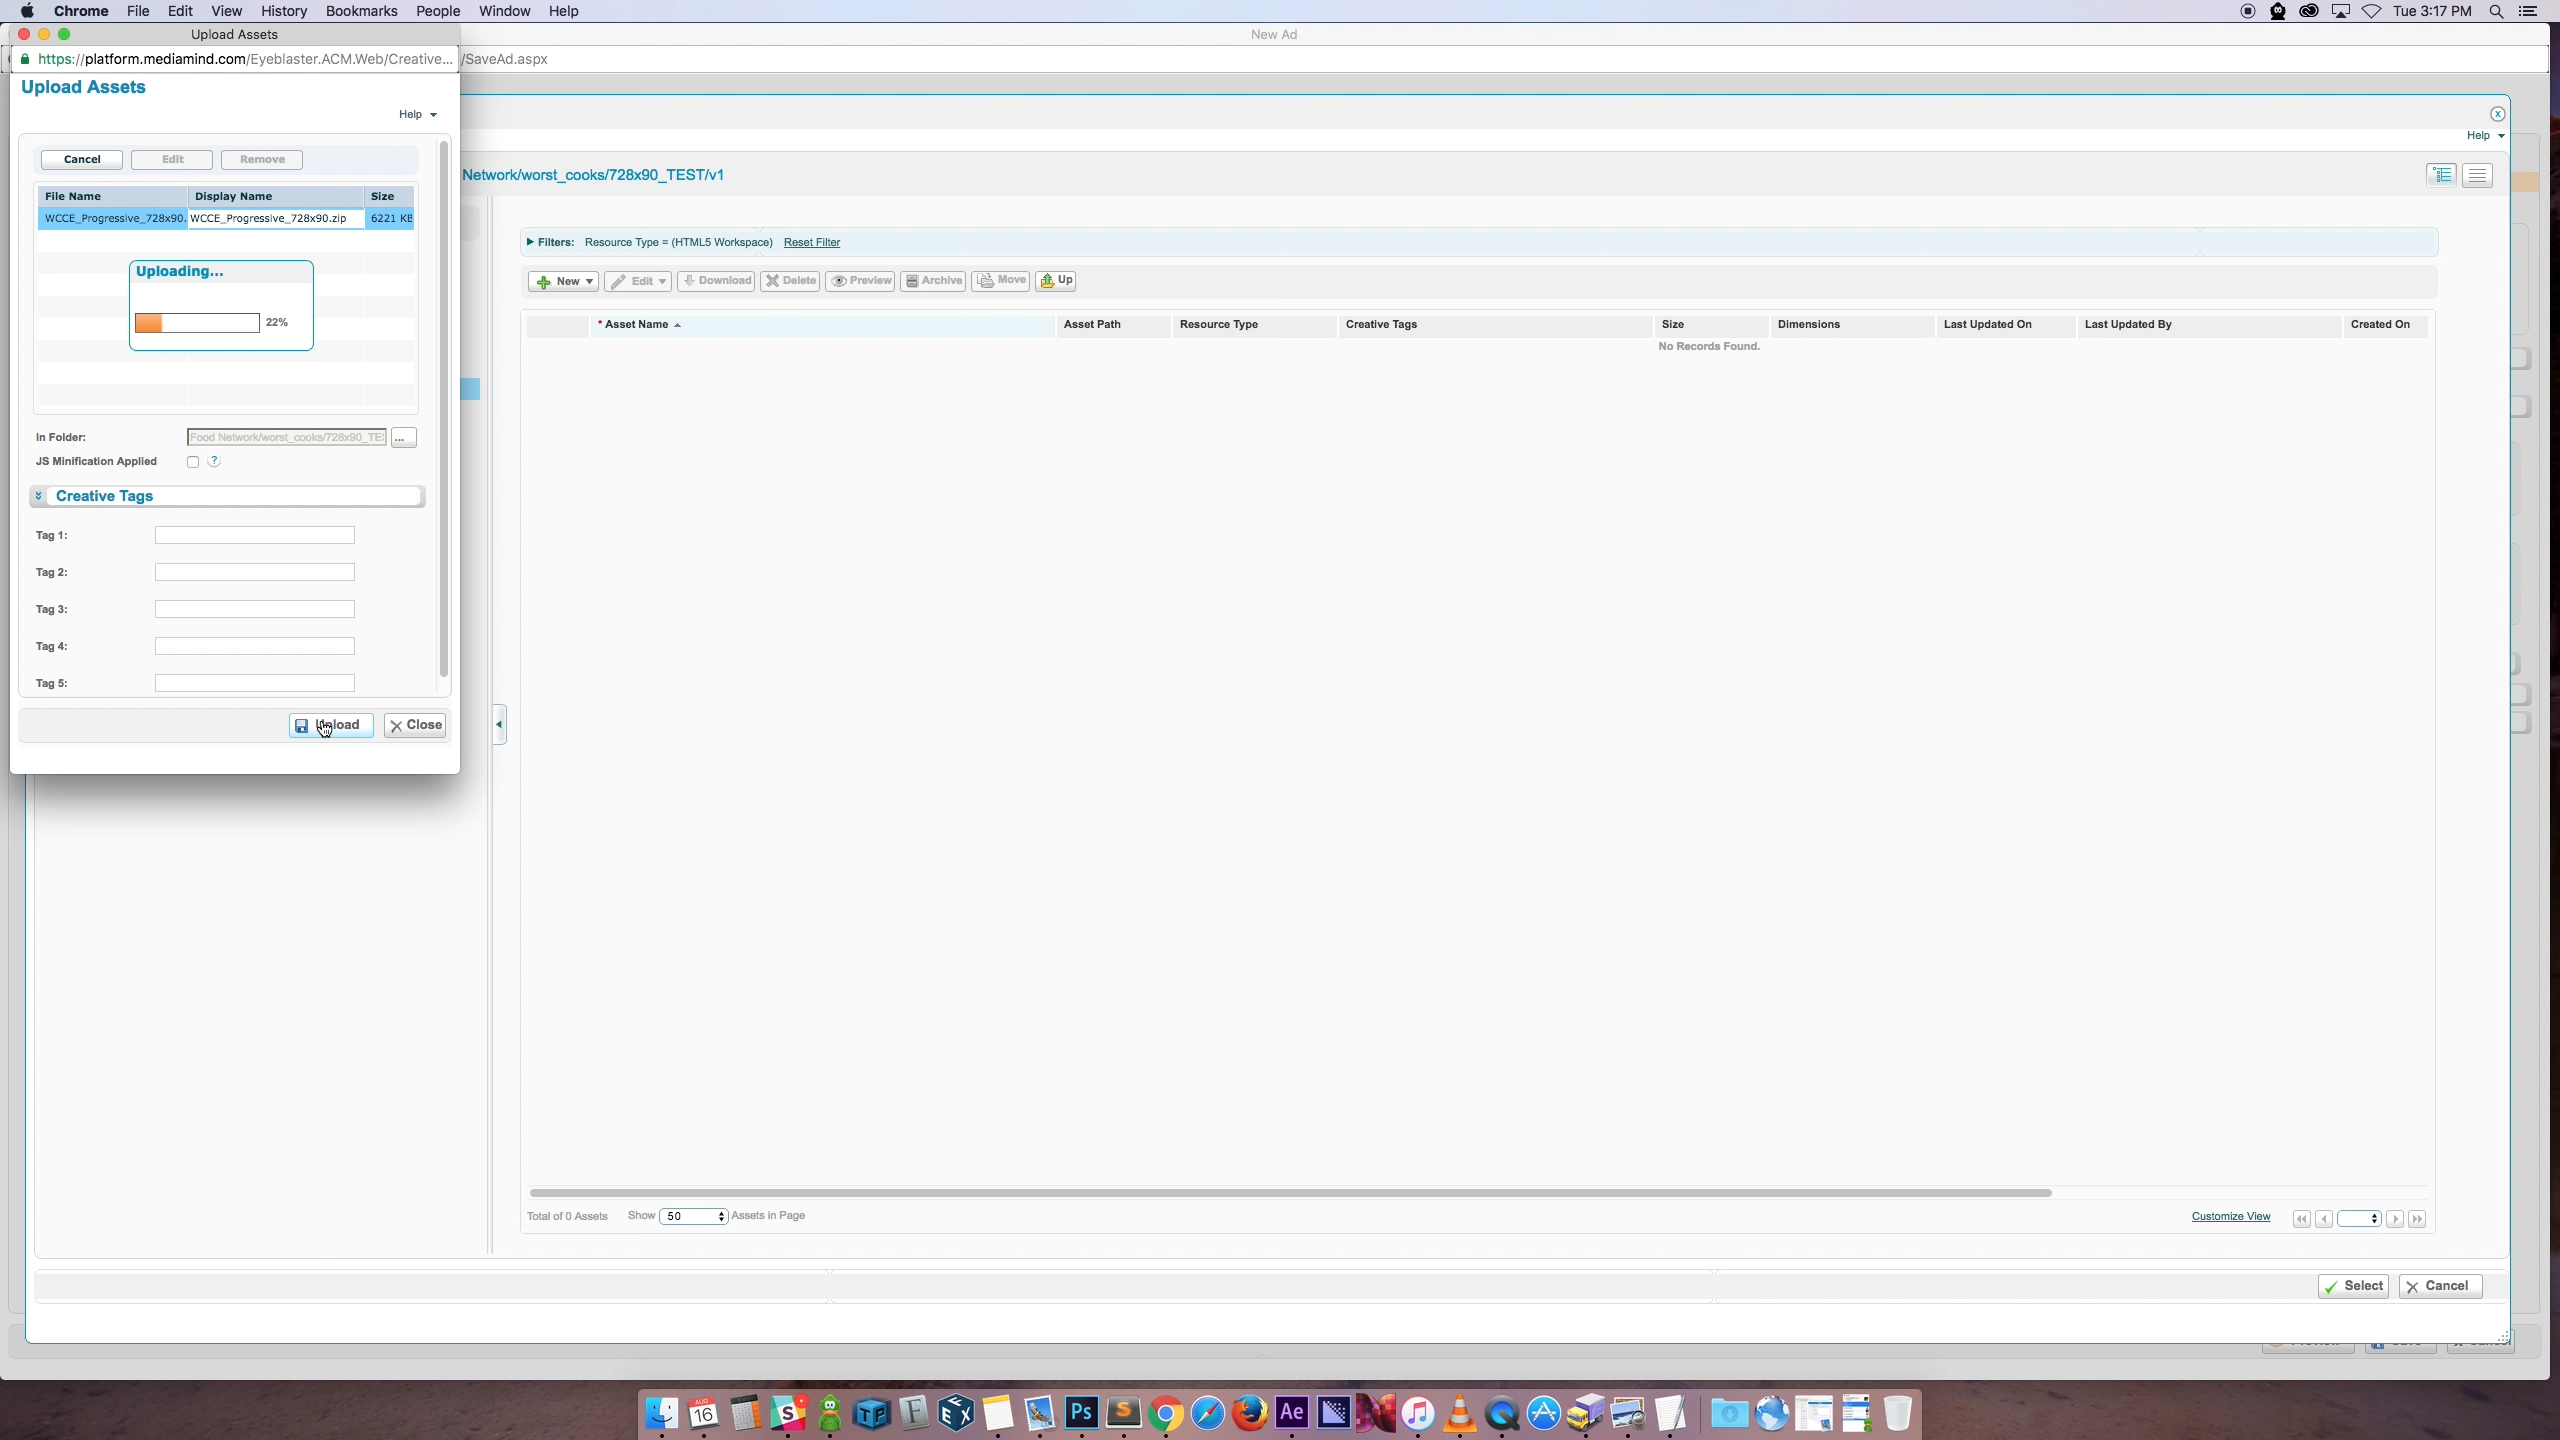 Chrome File Edit View History Bookmarks People Window Help Tue 3:17 PM
Upload Assets
New Ad
https://platform.mediamind.com/Eyeblaster.ACM.Web/Creative... /SaveAd.aspx
Upload Assets
Help
Help
Cancel Edit Remove
Network/worst_cooks/728x90_TEST/v1
File Name Display Name Size
WCCE_Progressive_728x90. WCCE_Progressive_728x90.zip 6221 KB
Filters: Resource Type = (HTML5 Workspace) Reset Filter
Uploading...
New Edit Download Delete Preview Archive Move Up
22%
* Asset Name Asset Path Resource Type Creative Tags Size Dimensions Last Updated On Last Updated By Created On
No Records Found.
In Folder: Food Network/worst_cooks/728x90_TE ...
JS Minification Applied ?
Creative Tags
Tag 1:
Tag 2:
Tag 3:
Tag 4:
Tag 5:
Upload Close
Total of 0 Assets Show 50 Assets in Page
Customize View
Select Cancel
AUG
16
S TP F EX Ps S Ae